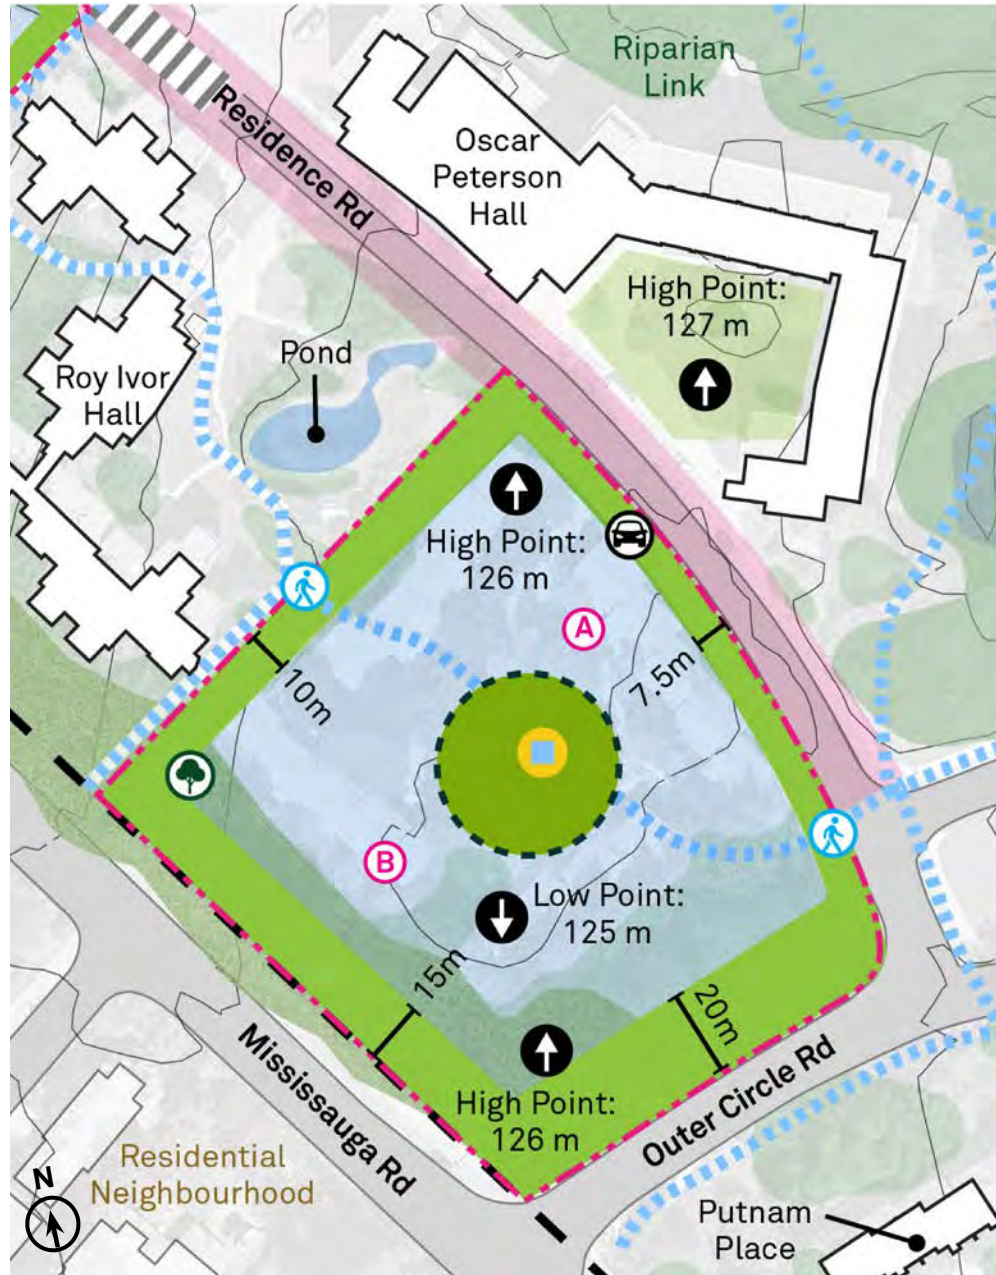 Riparian
Link
Residence Rd
Oscar
Peterson
Hall
High Point:
127 m
Pond
Roy Ivor
Hall
High Point:
126 m
A
10m
7.5m
B
Low Point:
125 m
15m
20m
High Point:
126 m
Mississauga Rd
Outer Circle Rd
Residential
Neighbourhood
N
Putnam
Place